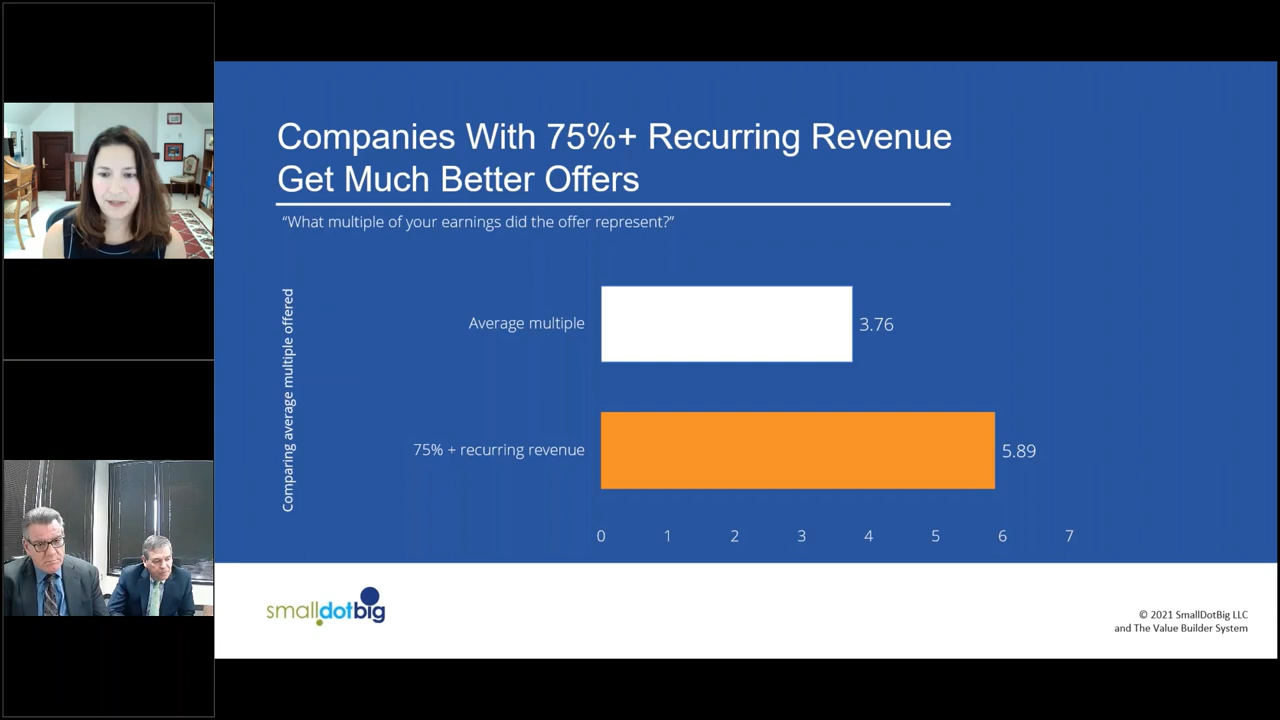 Companies With 75%+ Recurring Revenue
Get Much Better Offers
“What multiple of your earnings did the offer represent?”
Comparing average multiple offered
Average multiple
3.76
75% + recurring revenue
5.89
0 1 2 3 4 5 6 7
smalldotbig
© 2021 SmallDotBig LLC
and The Value Builder System